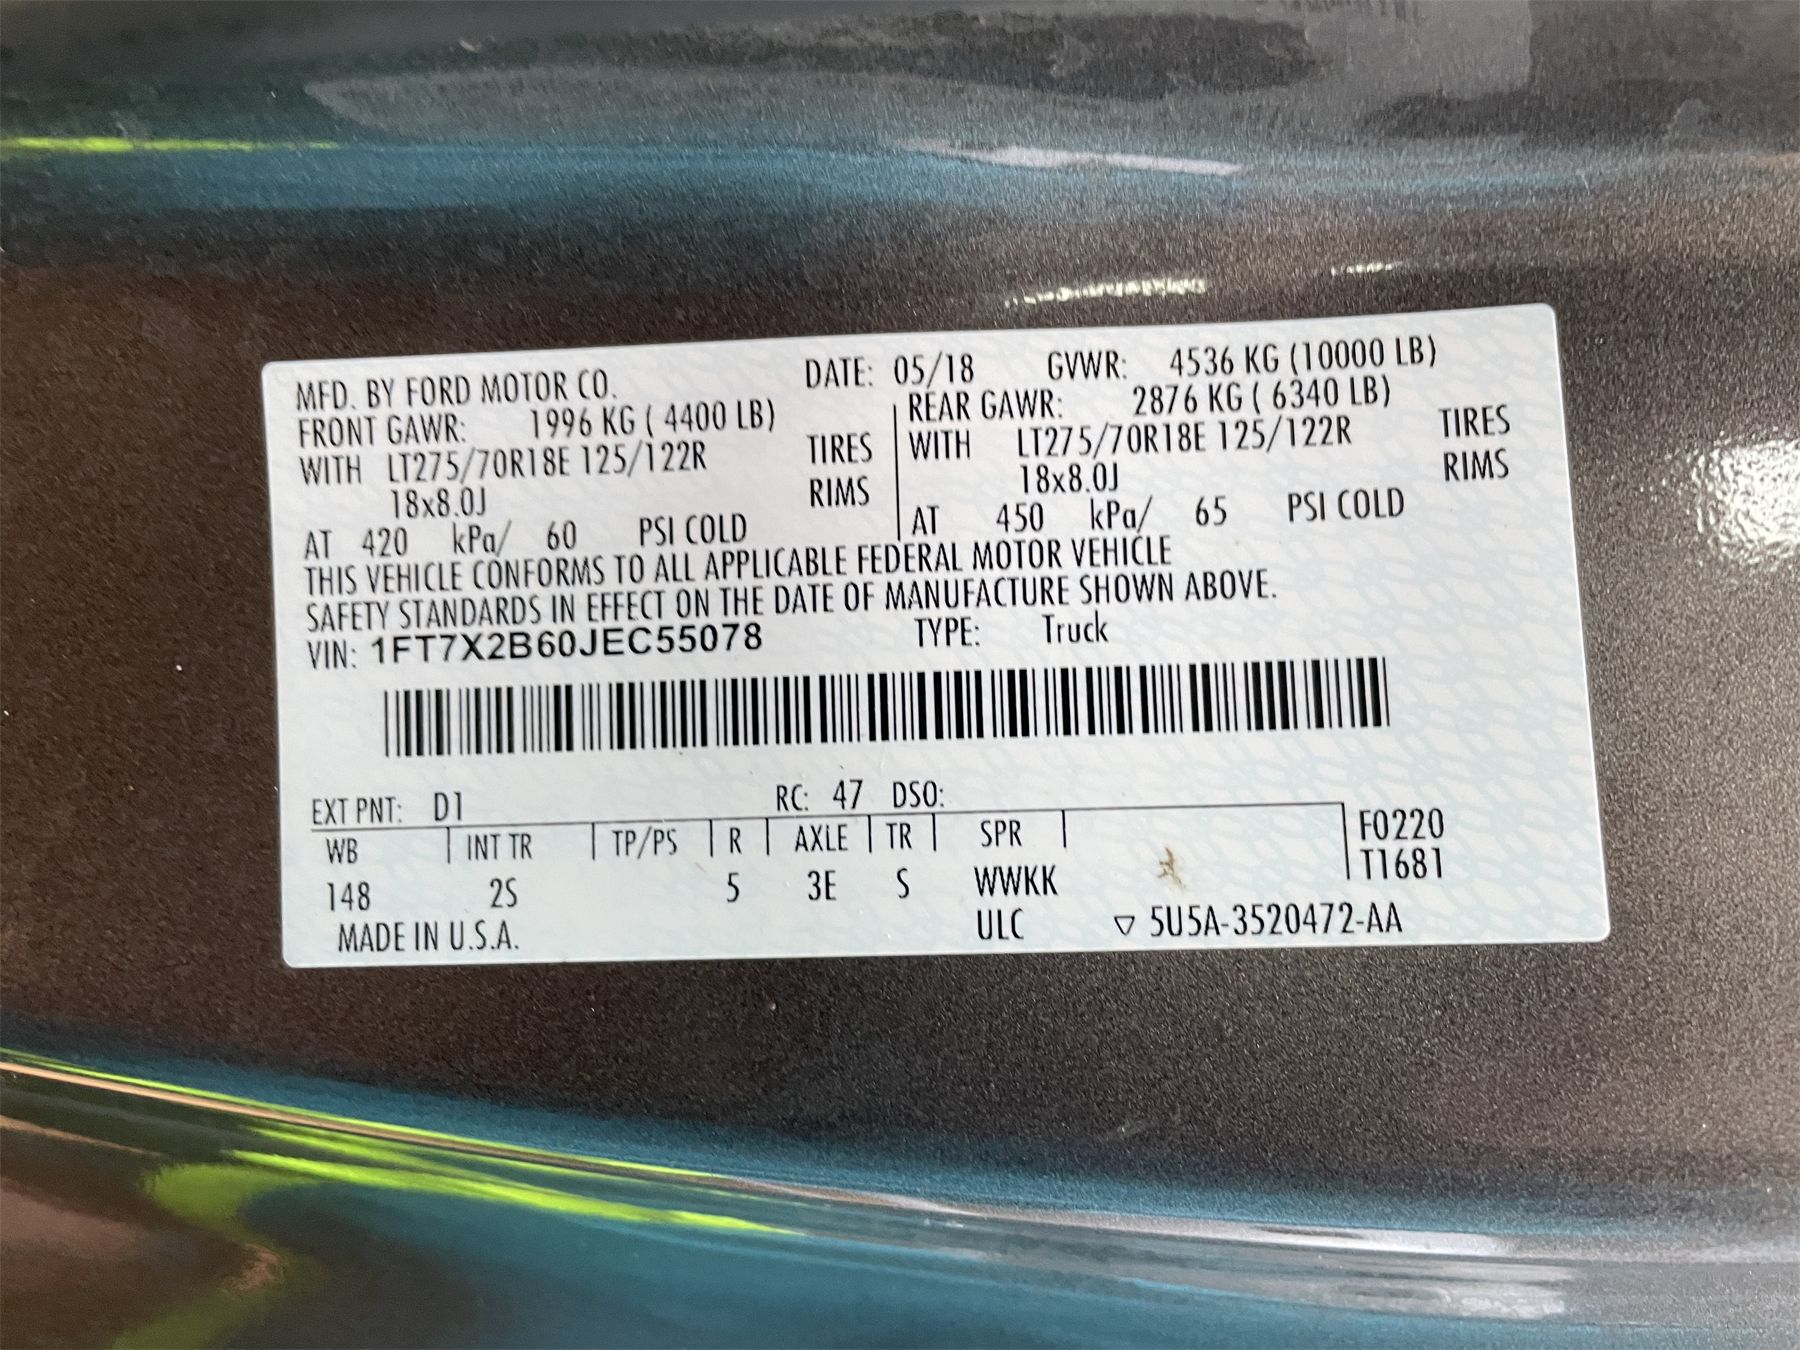 MFD. BY FORD MOTOR CO. DATE: 05/18 GVWR: 4536 KG (10000 LB)
FRONT GAWR: 1996 KG ( 4400 LB) REAR GAWR: 2876 KG ( 6340 LB)
WITH LT275/70R18E 125/122R TIRES WITH LT275/70R18E 125/122R TIRES
18x8.0J RIMS 18x8.0J RIMS
AT 420 kPa/ 60 PSI COLD AT 450 kPa/ 65 PSI COLD
THIS VEHICLE CONFORMS TO ALL APPLICABLE FEDERAL MOTOR VEHICLE
SAFETY STANDARDS IN EFFECT ON THE DATE OF MANUFACTURE SHOWN ABOVE.
VIN: 1FT7X2B60JEC55078 TYPE: Truck
EXT PNT: D1 RC: 47 DSO:
WB INT TR TP/PS R AXLE TR SPR F0220
148 2S 5 3E S WWKK T1681
MADE IN U.S.A. ULC ▽ 5U5A-3520472-AA